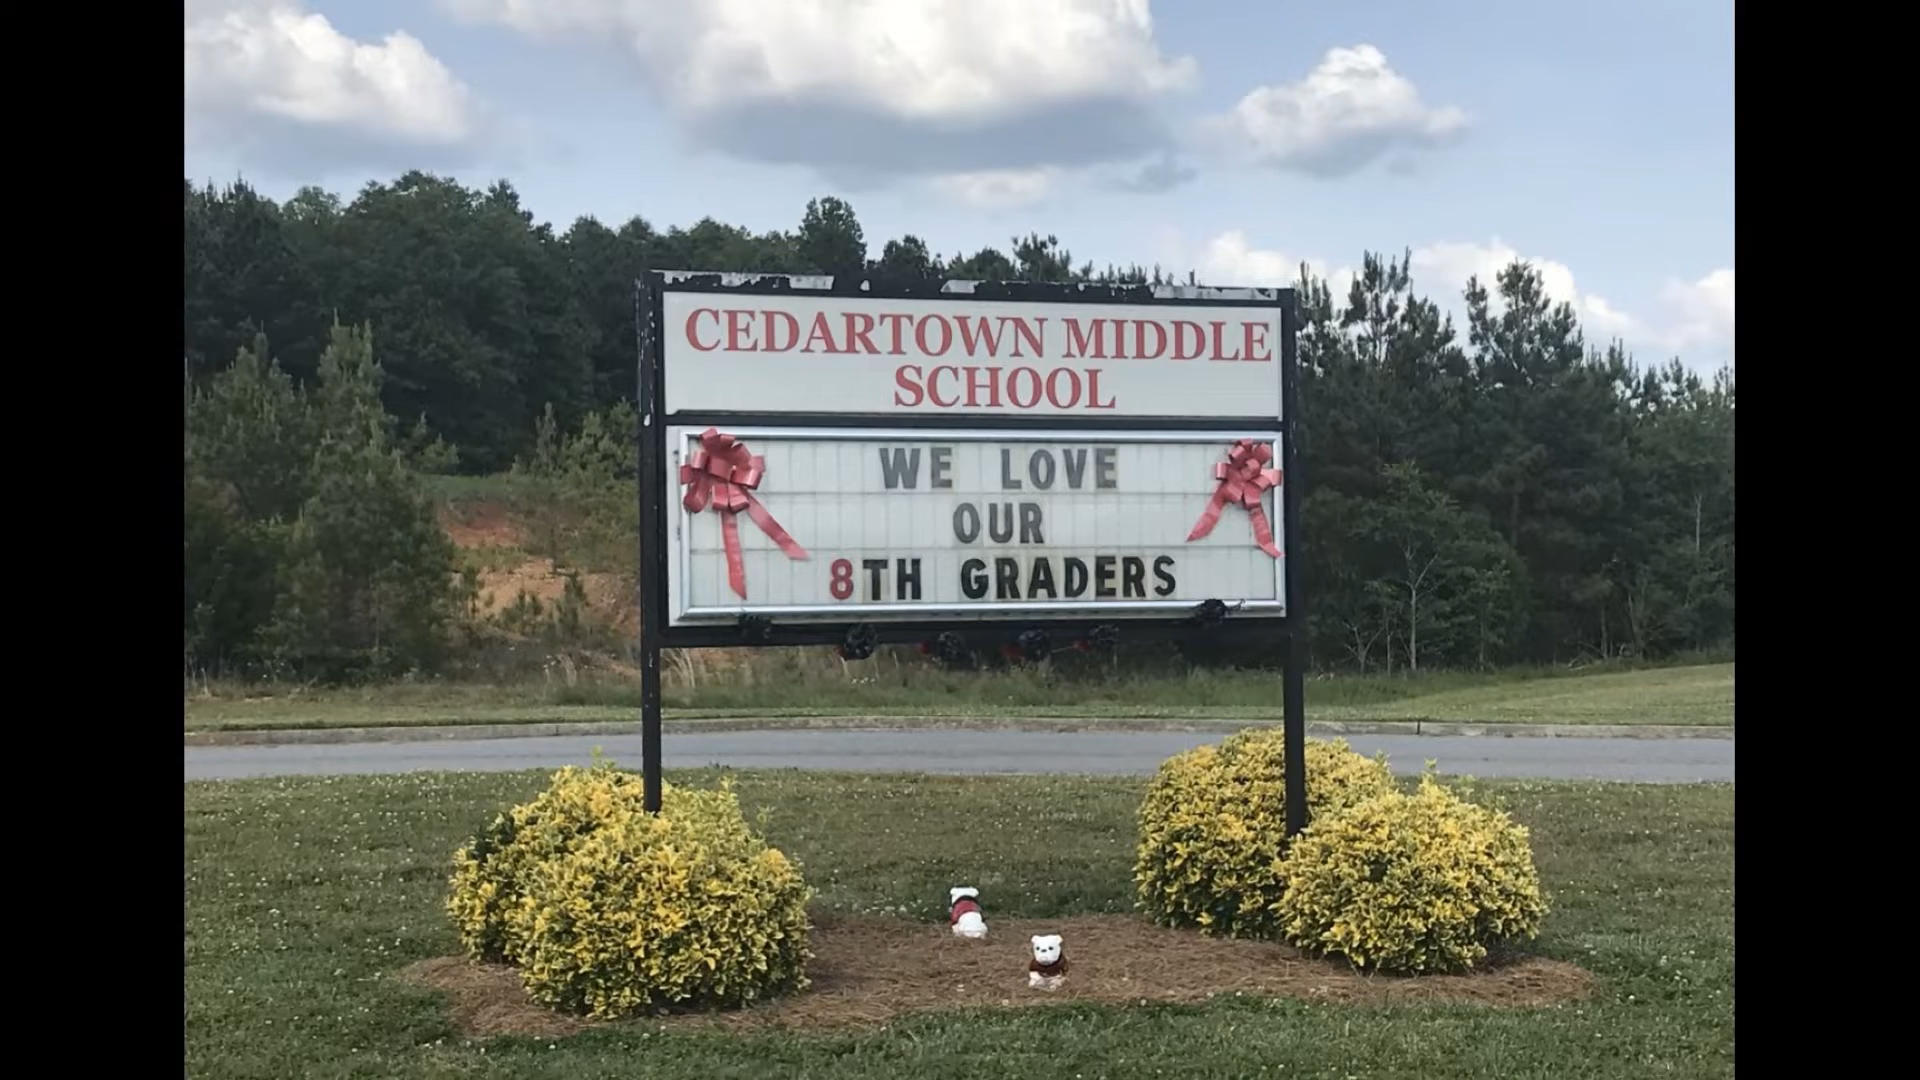 CEDARTOWN MIDDLE
SCHOOL
WE LOVE
OUR
8TH GRADERS